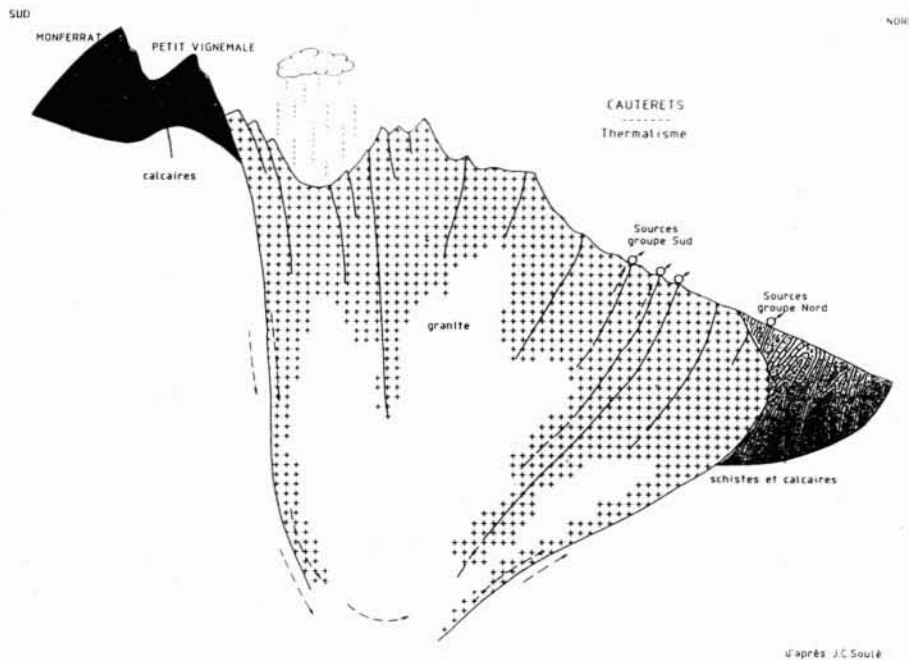 SUD
NORD
MONFERRAT
PETIT VIGNEMALE
CAUTERETS
Thermalisme
calcaires
Sources
groupe Sud
Sources
groupe Nord
granite
schistes et calcaires
d'après J.C.Soulé